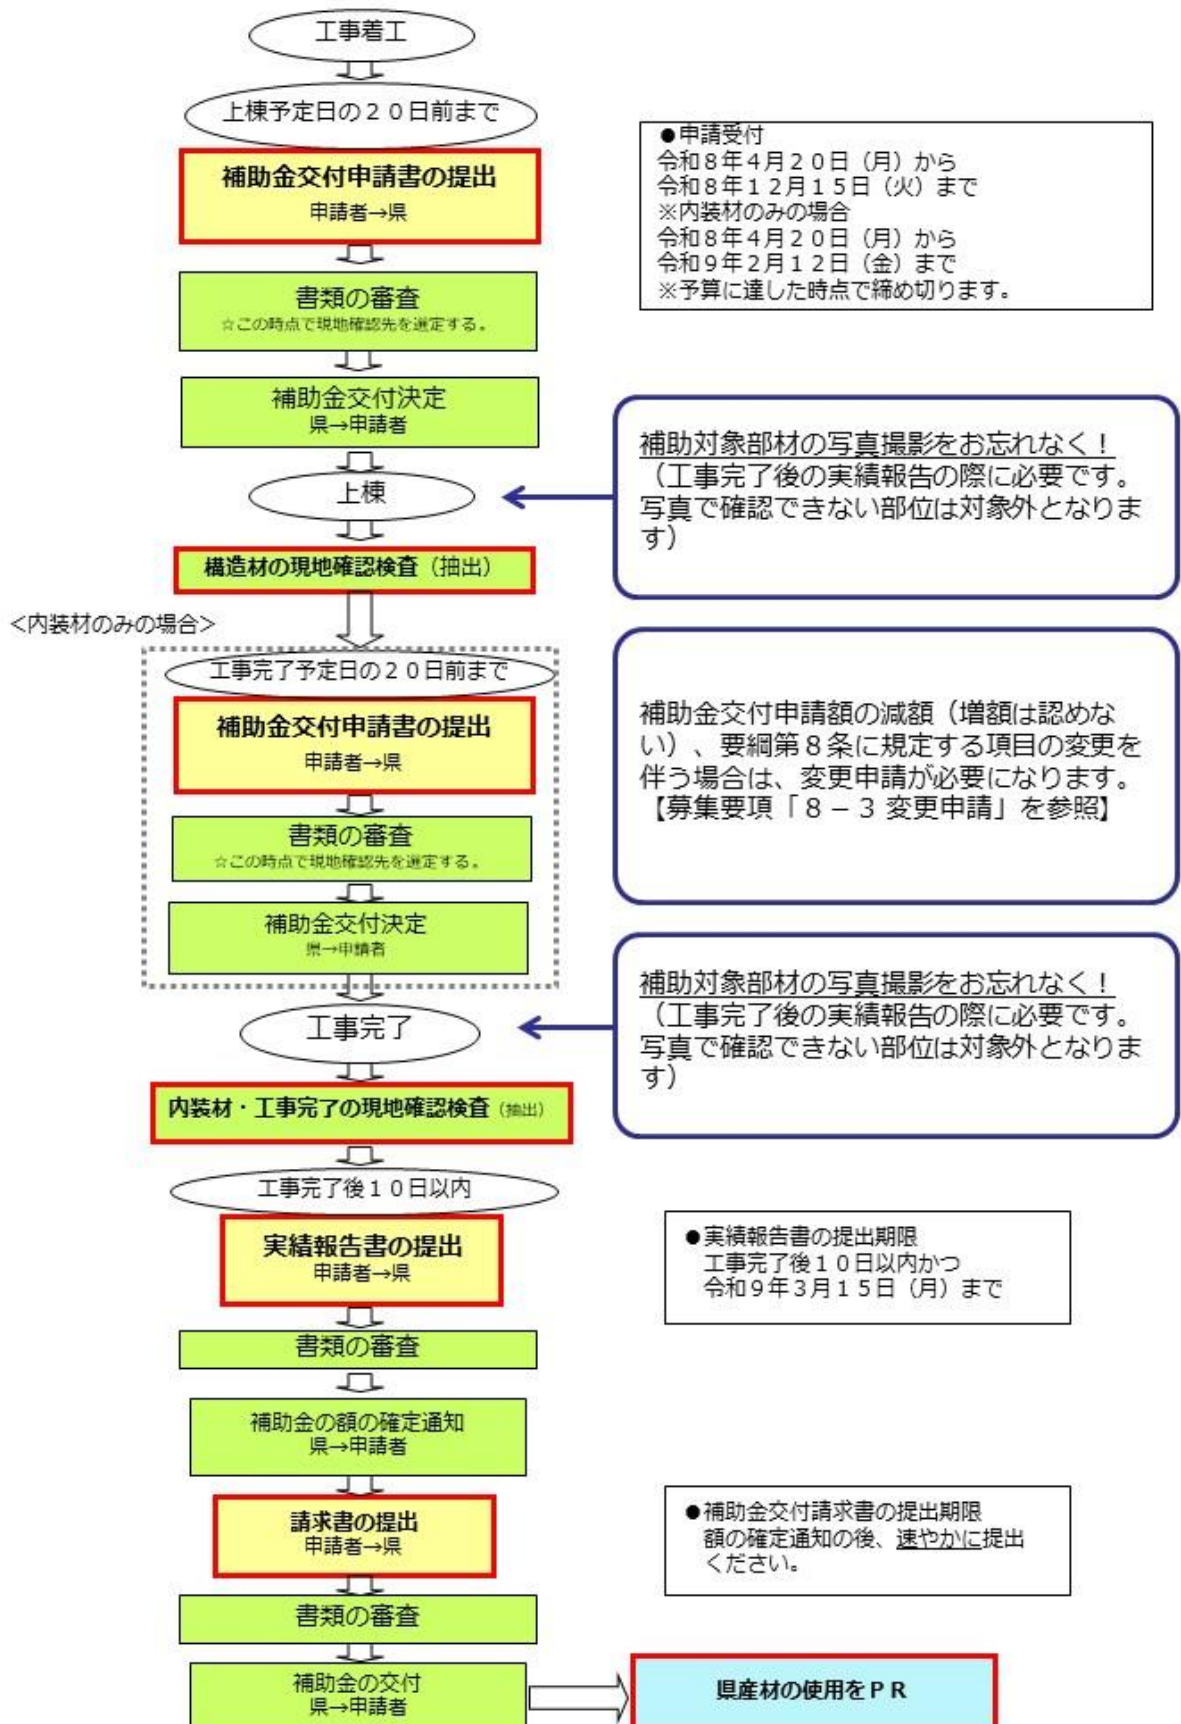 工事着工
上棟予定日の２０日前まで
補助金交付申請書の提出
申請者→県
●申請受付
令和８年４月２０日（月）から
令和８年１２月１５日（火）まで
※内装材のみの場合
令和８年４月２０日（月）から
令和９年２月１２日（金）まで
※予算に達した時点で締め切ります。
書類の審査
☆この時点で現地確認先を選定する。
補助金交付決定
県→申請者
上棟
補助対象部材の写真撮影をお忘れなく！
（工事完了後の実績報告の際に必要です。
写真で確認できない部位は対象外となりま
す）
構造材の現地確認検査（抽出）
＜内装材のみの場合＞
工事完了予定日の２０日前まで
補助金交付申請書の提出
申請者→県
書類の審査
☆この時点で現地確認先を選定する。
補助金交付決定
県→申請者
補助金交付申請額の減額（増額は認めな
い）、要綱第８条に規定する項目の変更を
伴う場合は、変更申請が必要になります。
【募集要項「８－３ 変更申請」を参照】
工事完了
補助対象部材の写真撮影をお忘れなく！
（工事完了後の実績報告の際に必要です。
写真で確認できない部位は対象外となりま
す）
内装材・工事完了の現地確認検査（抽出）
工事完了後１０日以内
実績報告書の提出
申請者→県
●実績報告書の提出期限
工事完了後１０日以内かつ
令和９年３月１５日（月）まで
書類の審査
補助金の額の確定通知
県→申請者
請求書の提出
申請者→県
●補助金交付請求書の提出期限
額の確定通知の後、速やかに提出
ください。
書類の審査
補助金の交付
県→申請者
県産材の使用をＰＲ